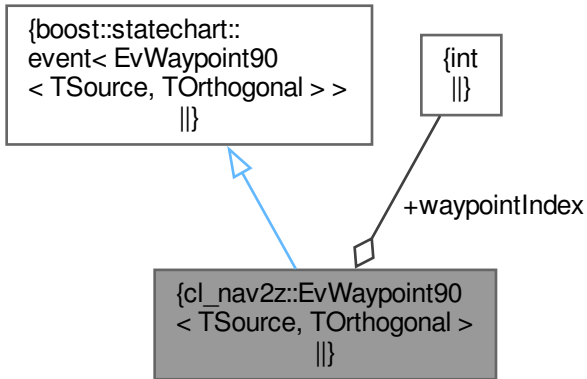 {boost::statechart::
event< EvWaypoint90
< TSource, TOrthogonal > >
||}
{int
||}
+waypointIndex
{cl_nav2z::EvWaypoint90
< TSource, TOrthogonal >
||}